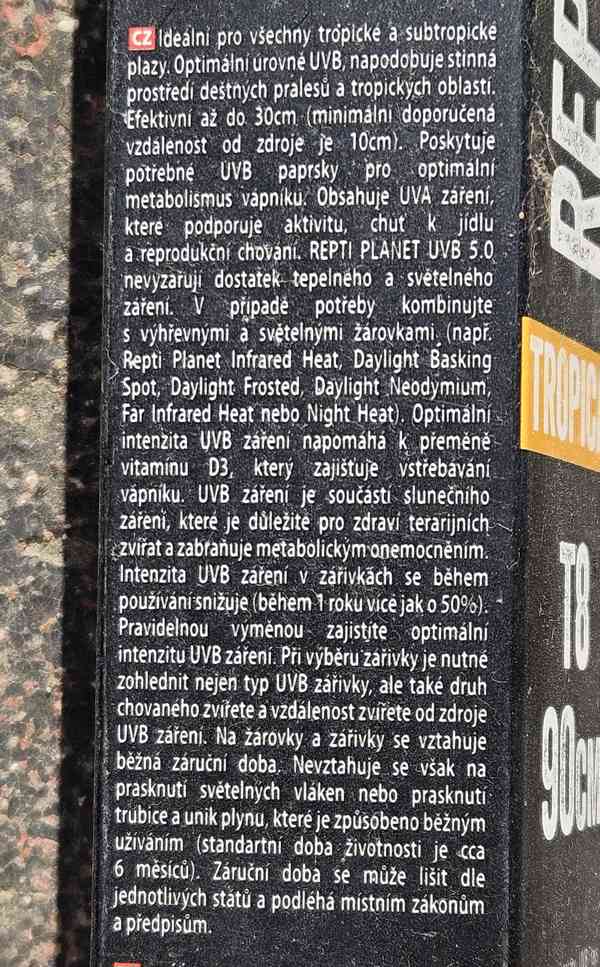 CZ Ideální pro všechny tropické a subtropické
plazy. Optimální úrovně UVB, napodobuje stinná
prostředí deštných pralesů a tropických oblastí.
Efektivní až do 30cm (minimální doporučená
vzdálenost od zdroje je 10cm). Poskytuje
potřebné UVB paprsky pro optimální
metabolismus vápníku. Obsahuje UVA záření,
které podporuje aktivitu, chuť k jídlu
a reprodukční chování. REPTI PLANET UVB 5.0
nevyzařují dostatek tepelného a světelného
záření. V případě potřeby kombinujte
s výhřevnymi a světelnými žárovkami (např.
Repti Planet Infrared Heat, Daylight Basking
Spot, Daylight Frosted, Daylight Neodymium,
Far Infrared Heat nebo Night Heat). Optimální
intenzita UVB záření napomáhá k přeměně
vitamínu D3, který zajišťuje vstřebávání
vápníku. UVB záření je součástí slunečního
záření, které je důležité pro zdraví terarijních
zvířat a zabraňuje metabolickým onemocněním.
Intenzita UVB záření v zářivkách se během
používání snižuje (během 1 roku více jak o 50%).
Pravidelnou výměnou zajistíte optimální
intenzitu UVB záření. Při výběru zářivky je nutné
zohlednit nejen typ UVB zářivky, ale také druh
chovaného zvířete a vzdálenost zvířete od zdroje
UVB záření. Na žárovky a zářivky se vztahuje
běžná záruční doba. Nevztahuje se však na
prasknutí světelných vláken nebo prasknutí
trubice a únik plynu, které je způsobeno běžným
užíváním (standartní doba životnosti je cca
6 měsíců). Záruční doba se může lišit dle
jednotlivých států a podléhá místním zákonům
a předpisům.
REP
TROPICA
T8
90CM